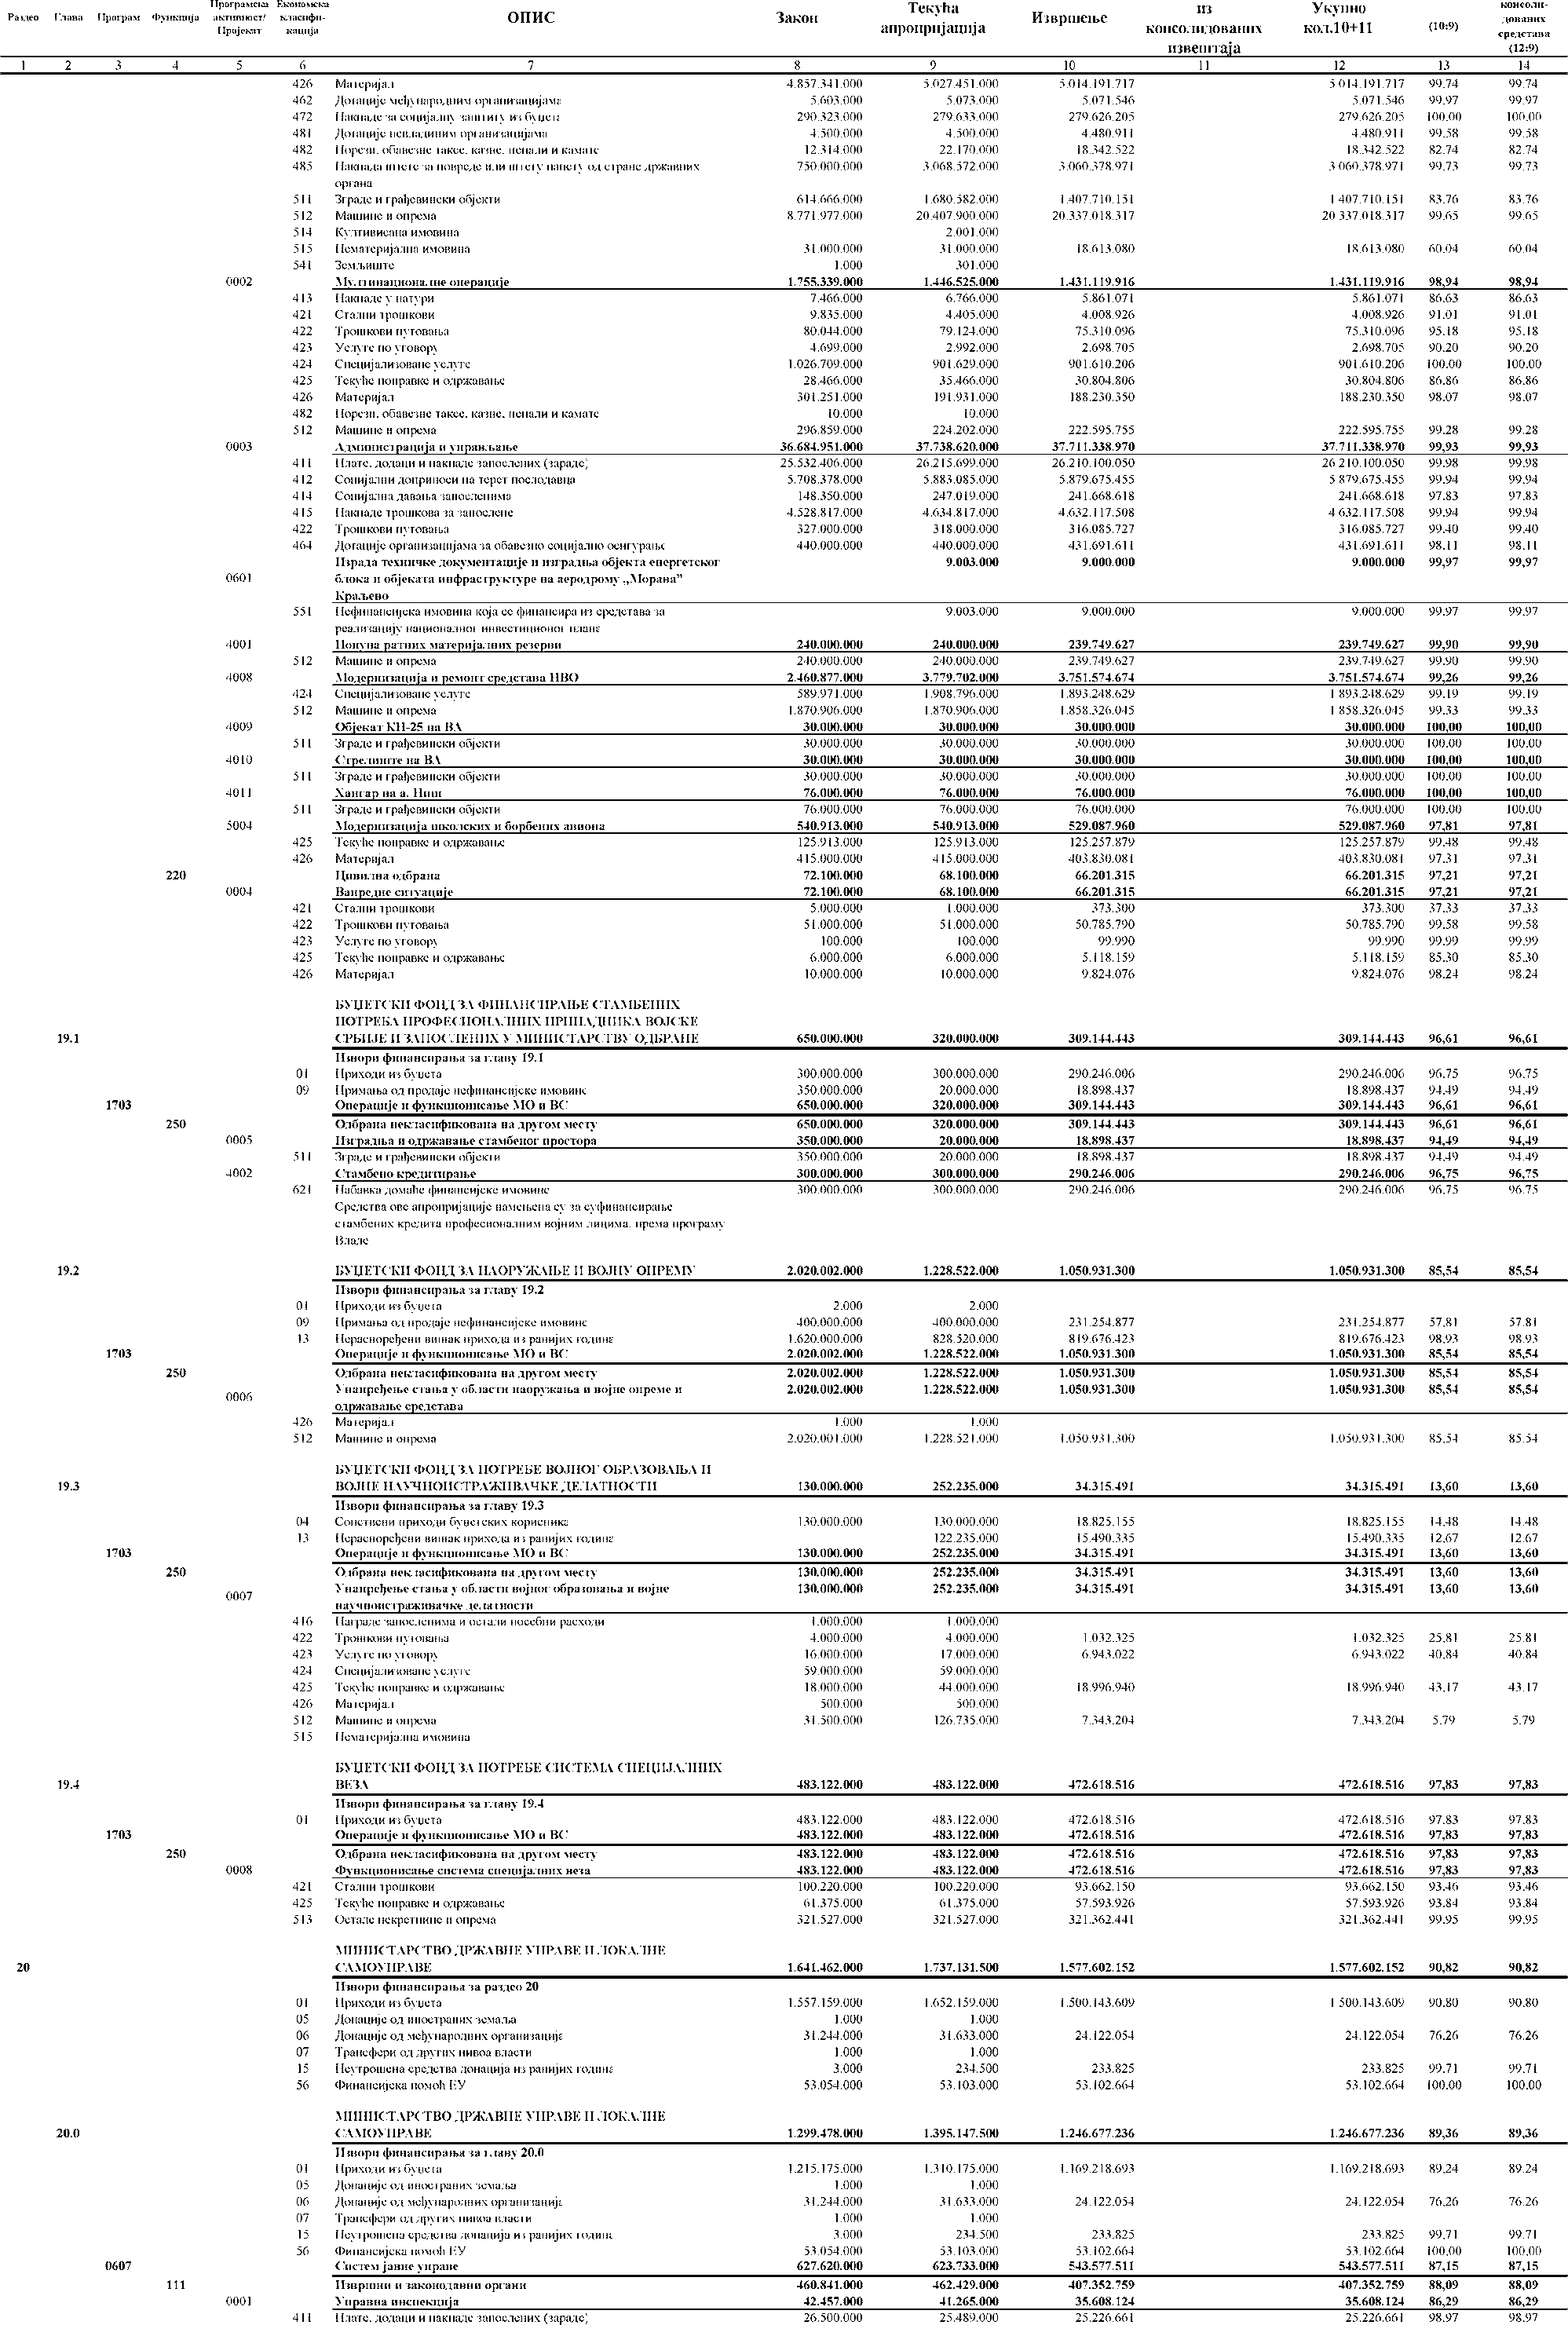 Раздео Глава Програм Функција Програмска активност/ Пројекат Економска класифи- кација ОПИС Закон Текућа апропријација Извршење из консолидованих извештаја Укупно кол.10+11 (10:9) консоли- дованих средстава (12:9)
1 2 3 4 5 6 7 8 9 10 11 12 13 14
426 Материјал 4.857.341.000 5.027.451.000 5.014.191.717 5.014.191.717 99,74 99,74
462 Дотације међународним организацијама 5.603.000 5.073.000 5.071.546 5.071.546 99,97 99,97
472 Накнаде за социјалну заштиту из буџета 290.323.000 279.633.000 279.626.205 279.626.205 100,00 100,00
481 Дотације невладиним организацијама 4.500.000 4.500.000 4.480.911 4.480.911 99,58 99,58
482 Порези, обавезне таксе, казне, пенали и камате 12.314.000 22.170.000 18.342.522 18.342.522 82,74 82,74
485 Накнада штете за повреде или штету нанету од стране државних 750.000.000 3.068.572.000 3.060.378.971 3.060.378.971 99,73 99,73
органа
511 Зграде и грађевински објекти 614.666.000 1.680.582.000 1.407.710.151 1.407.710.151 83,76 83,76
512 Машине и опрема 8.771.977.000 20.407.900.000 20.337.018.317 20.337.018.317 99,65 99,65
514 Култивисана имовина 2.001.000
515 Нематеријална имовина 31.000.000 31.000.000 18.613.080 18.613.080 60,04 60,04
541 Земљиште 1.000 301.000
0002 Мултинационалне операције 1.755.339.000 1.446.525.000 1.431.119.916 1.431.119.916 98,94 98,94
413 Накнаде у натури 7.466.000 6.766.000 5.861.071 5.861.071 86,63 86,63
421 Стални трошкови 9.835.000 4.405.000 4.008.926 4.008.926 91,01 91,01
422 Трошкови путовања 80.044.000 79.124.000 75.310.096 75.310.096 95,18 95,18
423 Услуге по уговору 4.699.000 2.992.000 2.698.705 2.698.705 90,20 90,20
424 Специјализоване услуге 1.026.709.000 901.629.000 901.610.206 901.610.206 100,00 100,00
425 Текуће поправке и одржавање 28.466.000 35.466.000 30.804.806 30.804.806 86,86 86,86
426 Материјал 301.251.000 191.931.000 188.230.350 188.230.350 98,07 98,07
482 Порези, обавезне таксе, казне, пенали и камате 10.000 10.000
512 Машине и опрема 296.859.000 224.202.000 222.595.755 222.595.755 99,28 99,28
0003 Администрација и управљање 36.684.951.000 37.738.620.000 37.711.338.970 37.711.338.970 99,93 99,93
411 Плате, додаци и накнаде запослених (зараде) 25.532.406.000 26.215.699.000 26.210.100.050 26.210.100.050 99,98 99,98
412 Социјални доприноси на терет послодавца 5.708.378.000 5.883.085.000 5.879.675.455 5.879.675.455 99,94 99,94
414 Социјална давања запосленима 148.350.000 247.019.000 241.668.618 241.668.618 97,83 97,83
415 Накнаде трошкова за запослене 4.528.817.000 4.634.817.000 4.632.117.508 4.632.117.508 99,94 99,94
422 Трошкови путовања 327.000.000 318.000.000 316.085.727 316.085.727 99,40 99,40
464 Дотације организацијама за обавезно социјално осигурање 440.000.000 440.000.000 431.691.611 431.691.611 98,11 98,11
Израда техничке документације и изградња објекта енергетског 9.003.000 9.000.000 9.000.000 99,97 99,97
0601 блока и објеката инфраструктуре на аеродрому „Морава”
Краљево
551 Нефинансијска имовина која се финансира из средстава за 9.003.000 9.000.000 9.000.000 99,97 99,97
реализацију националног инвестиционог плана
4001 Попуна ратних материјалних резерви 240.000.000 240.000.000 239.749.627 239.749.627 99,90 99,90
512 Машине и опрема 240.000.000 240.000.000 239.749.627 239.749.627 99,90 99,90
4008 Модернизација и ремонт средстава НВО 2.460.877.000 3.779.702.000 3.751.574.674 3.751.574.674 99,26 99,26
424 Специјализоване услуге 589.971.000 1.908.796.000 1.893.248.629 1.893.248.629 99,19 99,19
512 Машине и опрема 1.870.906.000 1.870.906.000 1.858.326.045 1.858.326.045 99,33 99,33
4009 Објекат КН-25 на ВА 30.000.000 30.000.000 30.000.000 30.000.000 100,00 100,00
511 Зграде и грађевински објекти 30.000.000 30.000.000 30.000.000 30.000.000 100,00 100,00
4010 Стрелиште на ВА 30.000.000 30.000.000 30.000.000 30.000.000 100,00 100,00
511 Зграде и грађевински објекти 30.000.000 30.000.000 30.000.000 30.000.000 100,00 100,00
4011 Хангар на а. Ниш 76.000.000 76.000.000 76.000.000 76.000.000 100,00 100,00
511 Зграде и грађевински објекти 76.000.000 76.000.000 76.000.000 76.000.000 100,00 100,00
5004 Модернизација школских и борбених авиона 540.913.000 540.913.000 529.087.960 529.087.960 97,81 97,81
425 Текуће поправке и одржавање 125.913.000 125.913.000 125.257.879 125.257.879 99,48 99,48
426 Материјал 415.000.000 415.000.000 403.830.081 403.830.081 97,31 97,31
220 Цивилна одбрана 72.100.000 68.100.000 66.201.315 66.201.315 97,21 97,21
0004 Ванредне ситуације 72.100.000 68.100.000 66.201.315 66.201.315 97,21 97,21
421 Стални трошкови 5.000.000 1.000.000 373.300 373.300 37,33 37,33
422 Трошкови путовања 51.000.000 51.000.000 50.785.790 50.785.790 99,58 99,58
423 Услуге по уговору 100.000 100.000 99.990 99.990 99,99 99,99
425 Текуће поправке и одржавање 6.000.000 6.000.000 5.118.159 5.118.159 85,30 85,30
426 Материјал 10.000.000 10.000.000 9.824.076 9.824.076 98,24 98,24
БУЏЕТСКИ ФОНД ЗА ФИНАНСИРАЊЕ СТАМБЕНИХ
ПОТРЕБА ПРОФЕСИОНАЛНИХ ПРИПАДНИКА ВОЈСКЕ
19.1 СРБИЈЕ И ЗАПОСЛЕНИХ У МИНИСТАРСТВУ ОДБРАНЕ 650.000.000 320.000.000 309.144.443 309.144.443 96,61 96,61
Извори финансирања за главу 19.1
01 Приходи из буџета 300.000.000 300.000.000 290.246.006 290.246.006 96,75 96,75
09 Примања од продаје нефинансијске имовине 350.000.000 20.000.000 18.898.437 18.898.437 94,49 94,49
1703 Операције и функционисање МО и ВС 650.000.000 320.000.000 309.144.443 309.144.443 96,61 96,61
250 Одбрана некласификована на другом месту 650.000.000 320.000.000 309.144.443 309.144.443 96,61 96,61
0005 Изградња и одржавање стамбеног простора 350.000.000 20.000.000 18.898.437 18.898.437 94,49 94,49
511 Зграде и грађевински објекти 350.000.000 20.000.000 18.898.437 18.898.437 94,49 94,49
4002 Стамбено кредитирање 300.000.000 300.000.000 290.246.006 290.246.006 96,75 96,75
621 Набавка домаће финансијске имовине 300.000.000 300.000.000 290.246.006 290.246.006 96,75 96,75
Средства ове апропријације намењена су за суфинансирање
стамбених кредита професионалним војним лицима, према програму
Владе
19.2 БУЏЕТСКИ ФОНД ЗА НАОРУЖАЊЕ И ВОЈНУ ОПРЕМУ 2.020.002.000 1.228.522.000 1.050.931.300 1.050.931.300 85,54 85,54
Извори финансирања за главу 19.2
01 Приходи из буџета 2.000 2.000
09 Примања од продаје нефинансијске имовине 400.000.000 400.000.000 231.254.877 231.254.877 57,81 57,81
13 Нераспоређени вишак прихода из ранијих година 1.620.000.000 828.520.000 819.676.423 819.676.423 98,93 98,93
1703 Операције и функционисање МО и ВС 2.020.002.000 1.228.522.000 1.050.931.300 1.050.931.300 85,54 85,54
250 Одбрана некласификована на другом месту 2.020.002.000 1.228.522.000 1.050.931.300 1.050.931.300 85,54 85,54
0006 Унапређење стања у области наоружања и војне опреме и 2.020.002.000 1.228.522.000 1.050.931.300 1.050.931.300 85,54 85,54
одржавање средстава
426 Материјал 1.000 1.000
512 Машине и опрема 2.020.001.000 1.228.521.000 1.050.931.300 1.050.931.300 85,54 85,54
БУЏЕТСКИ ФОНД ЗА ПОТРЕБЕ ВОЈНОГ ОБРАЗОВАЊА И
19.3 ВОЈНЕ НАУЧНОИСТРАЖИВАЧКЕ ДЕЛАТНОСТИ 130.000.000 252.235.000 34.315.491 34.315.491 13,60 13,60
Извори финансирања за главу 19.3
04 Сопствени приходи буџетских корисника 130.000.000 130.000.000 18.825.155 18.825.155 14,48 14,48
13 Нераспоређени вишак прихода из ранијих година 122.235.000 15.490.335 15.490.335 12,67 12,67
1703 Операције и функционисање МО и ВС 130.000.000 252.235.000 34.315.491 34.315.491 13,60 13,60
250 Одбрана некласификована на другом месту 130.000.000 252.235.000 34.315.491 34.315.491 13,60 13,60
0007 Унапређење стања у области војног образовања и војне 130.000.000 252.235.000 34.315.491 34.315.491 13,60 13,60
научноистраживачке делатности
416 Награде запосленима и остали посебни расходи 1.000.000 1.000.000
422 Трошкови путовања 4.000.000 4.000.000 1.032.325 1.032.325 25,81 25,81
423 Услуге по уговору 16.000.000 17.000.000 6.943.022 6.943.022 40,84 40,84
424 Специјализоване услуге 59.000.000 59.000.000
425 Текуће поправке и одржавање 18.000.000 44.000.000 18.996.940 18.996.940 43,17 43,17
426 Материјал 500.000 500.000
512 Машине и опрема 31.500.000 126.735.000 7.343.204 7.343.204 5,79 5,79
515 Нематеријална имовина
БУЏЕТСКИ ФОНД ЗА ПОТРЕБЕ СИСТЕМА СПЕЦИЈАЛНИХ
19.4 ВЕЗА 483.122.000 483.122.000 472.618.516 472.618.516 97,83 97,83
Извори финансирања за главу 19.4
01 Приходи из буџета 483.122.000 483.122.000 472.618.516 472.618.516 97,83 97,83
1703 Операције и функционисање МО и ВС 483.122.000 483.122.000 472.618.516 472.618.516 97,83 97,83
250 Одбрана некласификована на другом месту 483.122.000 483.122.000 472.618.516 472.618.516 97,83 97,83
0008 Функционисање система специјалних веза 483.122.000 483.122.000 472.618.516 472.618.516 97,83 97,83
421 Стални трошкови 100.220.000 100.220.000 93.662.150 93.662.150 93,46 93,46
425 Текуће поправке и одржавање 61.375.000 61.375.000 57.593.926 57.593.926 93,84 93,84
513 Остале некретнине и опрема 321.527.000 321.527.000 321.362.441 321.362.441 99,95 99,95
МИНИСТАРСТВО ДРЖАВНЕ УПРАВЕ И ЛОКАЛНЕ
20 САМОУПРАВЕ 1.641.462.000 1.737.131.500 1.577.602.152 1.577.602.152 90,82 90,82
Извори финансирања за раздео 20
01 Приходи из буџета 1.557.159.000 1.652.159.000 1.500.143.609 1.500.143.609 90,80 90,80
05 Донације од иностраних земаља 1.000 1.000
06 Донације од међународних организација 31.244.000 31.633.000 24.122.054 24.122.054 76,26 76,26
07 Трансфери од других нивоа власти 1.000 1.000
15 Неутрошена средства донација из ранијих година 3.000 234.500 233.825 233.825 99,71 99,71
56 Финансијска помоћ ЕУ 53.054.000 53.103.000 53.102.664 53.102.664 100,00 100,00
МИНИСТАРСТВО ДРЖАВНЕ УПРАВЕ И ЛОКАЛНЕ
20.0 САМОУПРАВЕ 1.299.478.000 1.395.147.500 1.246.677.236 1.246.677.236 89,36 89,36
Извори финансирања за главу 20.0
01 Приходи из буџета 1.215.175.000 1.310.175.000 1.169.218.693 1.169.218.693 89,24 89,24
05 Донације од иностраних земаља 1.000 1.000
06 Донације од међународних организација 31.244.000 31.633.000 24.122.054 24.122.054 76,26 76,26
07 Трансфери од других нивоа власти 1.000 1.000
15 Неутрошена средства донација из ранијих година 3.000 234.500 233.825 233.825 99,71 99,71
56 Финансијска помоћ ЕУ 53.054.000 53.103.000 53.102.664 53.102.664 100,00 100,00
0607 Систем јавне управе 627.620.000 623.733.000 543.577.511 543.577.511 87,15 87,15
111 Извршни и законодавни органи 460.841.000 462.429.000 407.352.759 407.352.759 88,09 88,09
0001 Управна инспекција 42.457.000 41.265.000 35.608.124 35.608.124 86,29 86,29
411 Плате, додаци и накнаде запослених (зараде) 26.500.000 25.489.000 25.226.661 25.226.661 98,97 98,97